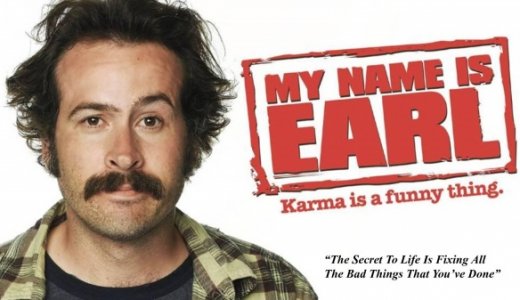 MY NAME IS
EARL
Karma is a funny thing.
“The Secret To Life Is Fixing All
The Bad Things That You’ve Done”